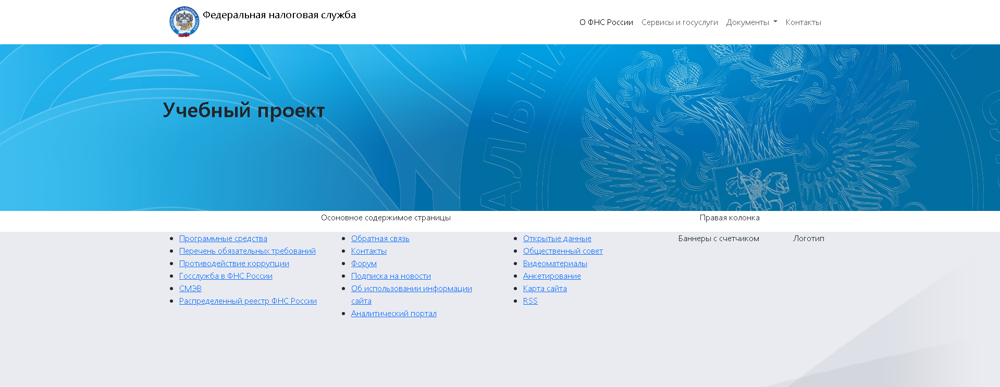 Федеральная налоговая служба
О ФНС России Сервисы и госуслуги Документы Контакты
АЛЬНА
Учебный проект
Осоновное содержимое страницы Правая колонка
Программные средства
Перечень обязательных требований
Противодействие коррупции
Госслужба в ФНС России
СМЭВ
Распределенный реестр ФНС России
Обратная связь
Контакты
Форум
Подписка на новости
Об использовании информации
сайта
Аналитический портал
Открытые данные
Общественный совет
Видеоматериалы
Анкетирование
Карта сайта
RSS
Баннеры с счетчиком
Логотип